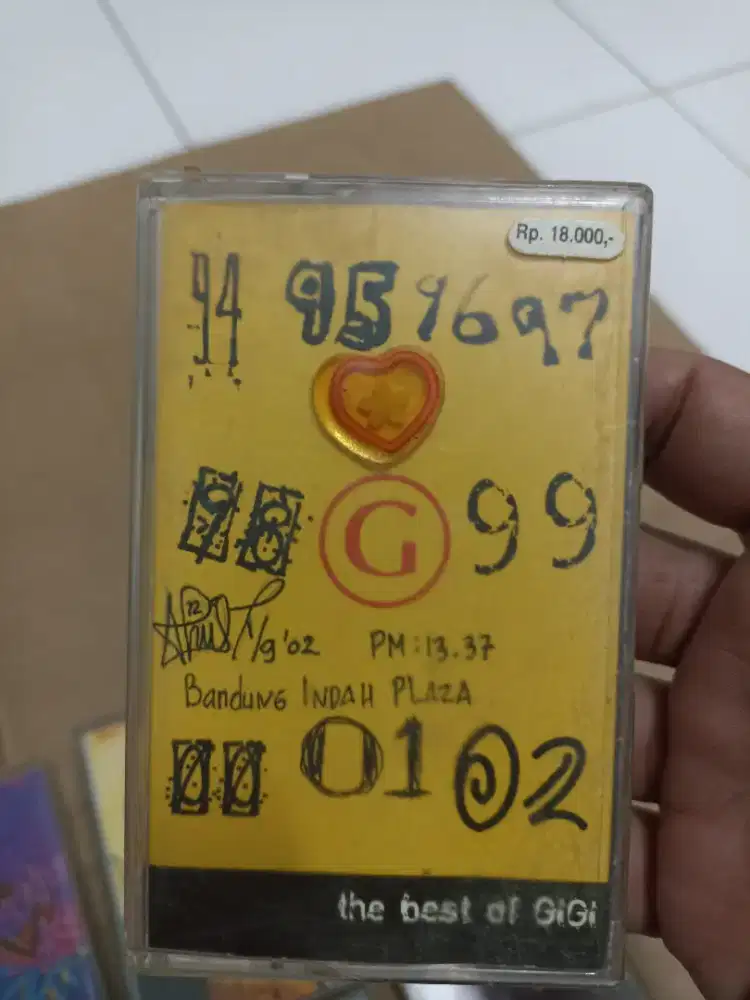 Rp. 18.000,-
94 95 96 97
98 G 99
1/9 '02 PM : 13.37
Bandung Indah Plaza
00 01 02
the best of GiGi